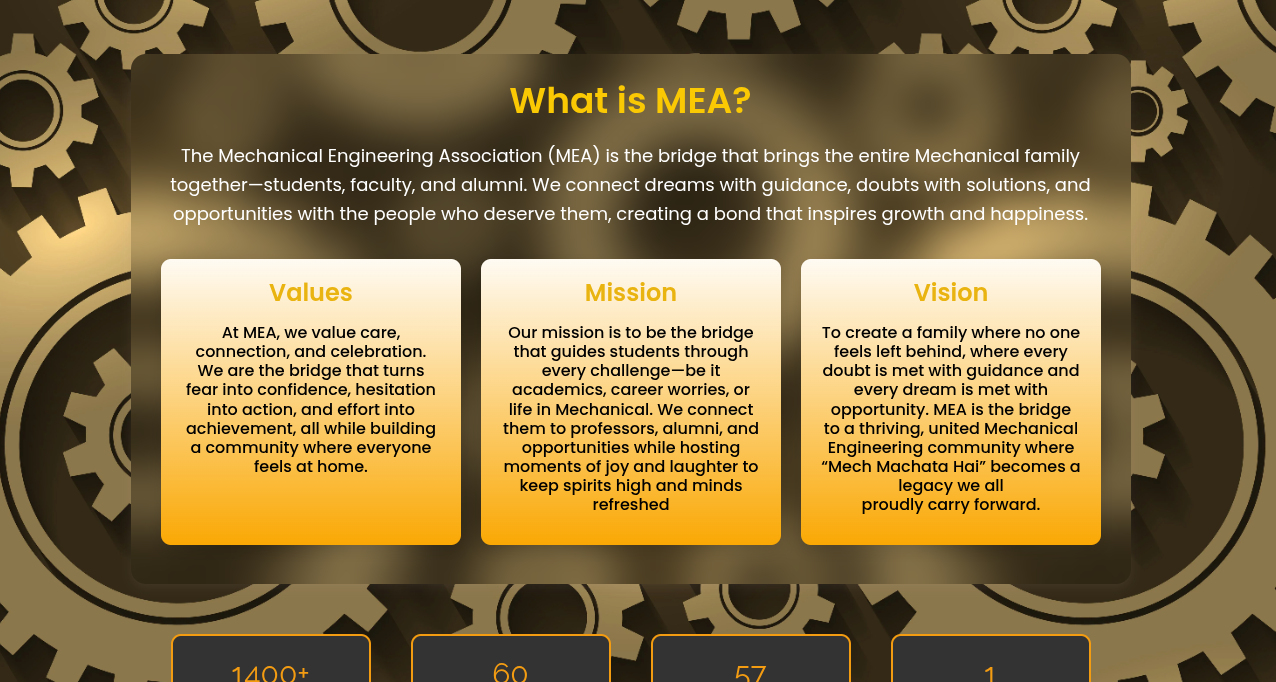 What is MEA?
The Mechanical Engineering Association (MEA) is the bridge that brings the entire Mechanical family
together—students, faculty, and alumni. We connect dreams with guidance, doubts with solutions, and
opportunities with the people who deserve them, creating a bond that inspires growth and happiness.
Values
At MEA, we value care,
connection, and celebration.
We are the bridge that turns
fear into confidence, hesitation
into action, and effort into
achievement, all while building
a community where everyone
feels at home.
Mission
Our mission is to be the bridge
that guides students through
every challenge—be it
academics, career worries, or
life in Mechanical. We connect
them to professors, alumni, and
opportunities while hosting
moments of joy and laughter to
keep spirits high and minds
refreshed
Vision
To create a family where no one
feels left behind, where every
doubt is met with guidance and
every dream is met with
opportunity. MEA is the bridge
to a thriving, united Mechanical
Engineering community where
“Mech Machata Hai” becomes a
legacy we all
proudly carry forward.
1400+
60
57
1